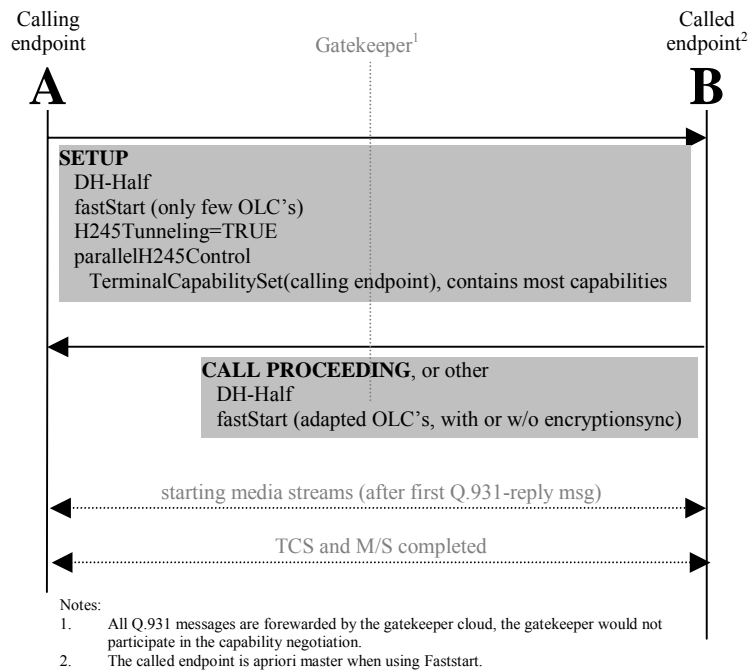 Calling
endpoint
Gatekeeper1
Called
endpoint2
A
B
SETUP
DH-Half
fastStart (only few OLC's)
H245Tunneling=TRUE
parallelH245Control
TerminalCapabilitySet(calling endpoint), contains most capabilities
CALL PROCEEDING, or other
DH-Half
fastStart (adapted OLC's, with or w/o encryptionsync)
starting media streams (after first Q.931-reply msg)
TCS and M/S completed
Notes:
1. All Q.931 messages are forewarded by the gatekeeper cloud, the gatekeeper would not
participate in the capability negotiation.
2. The called endpoint is apriori master when using Faststart.